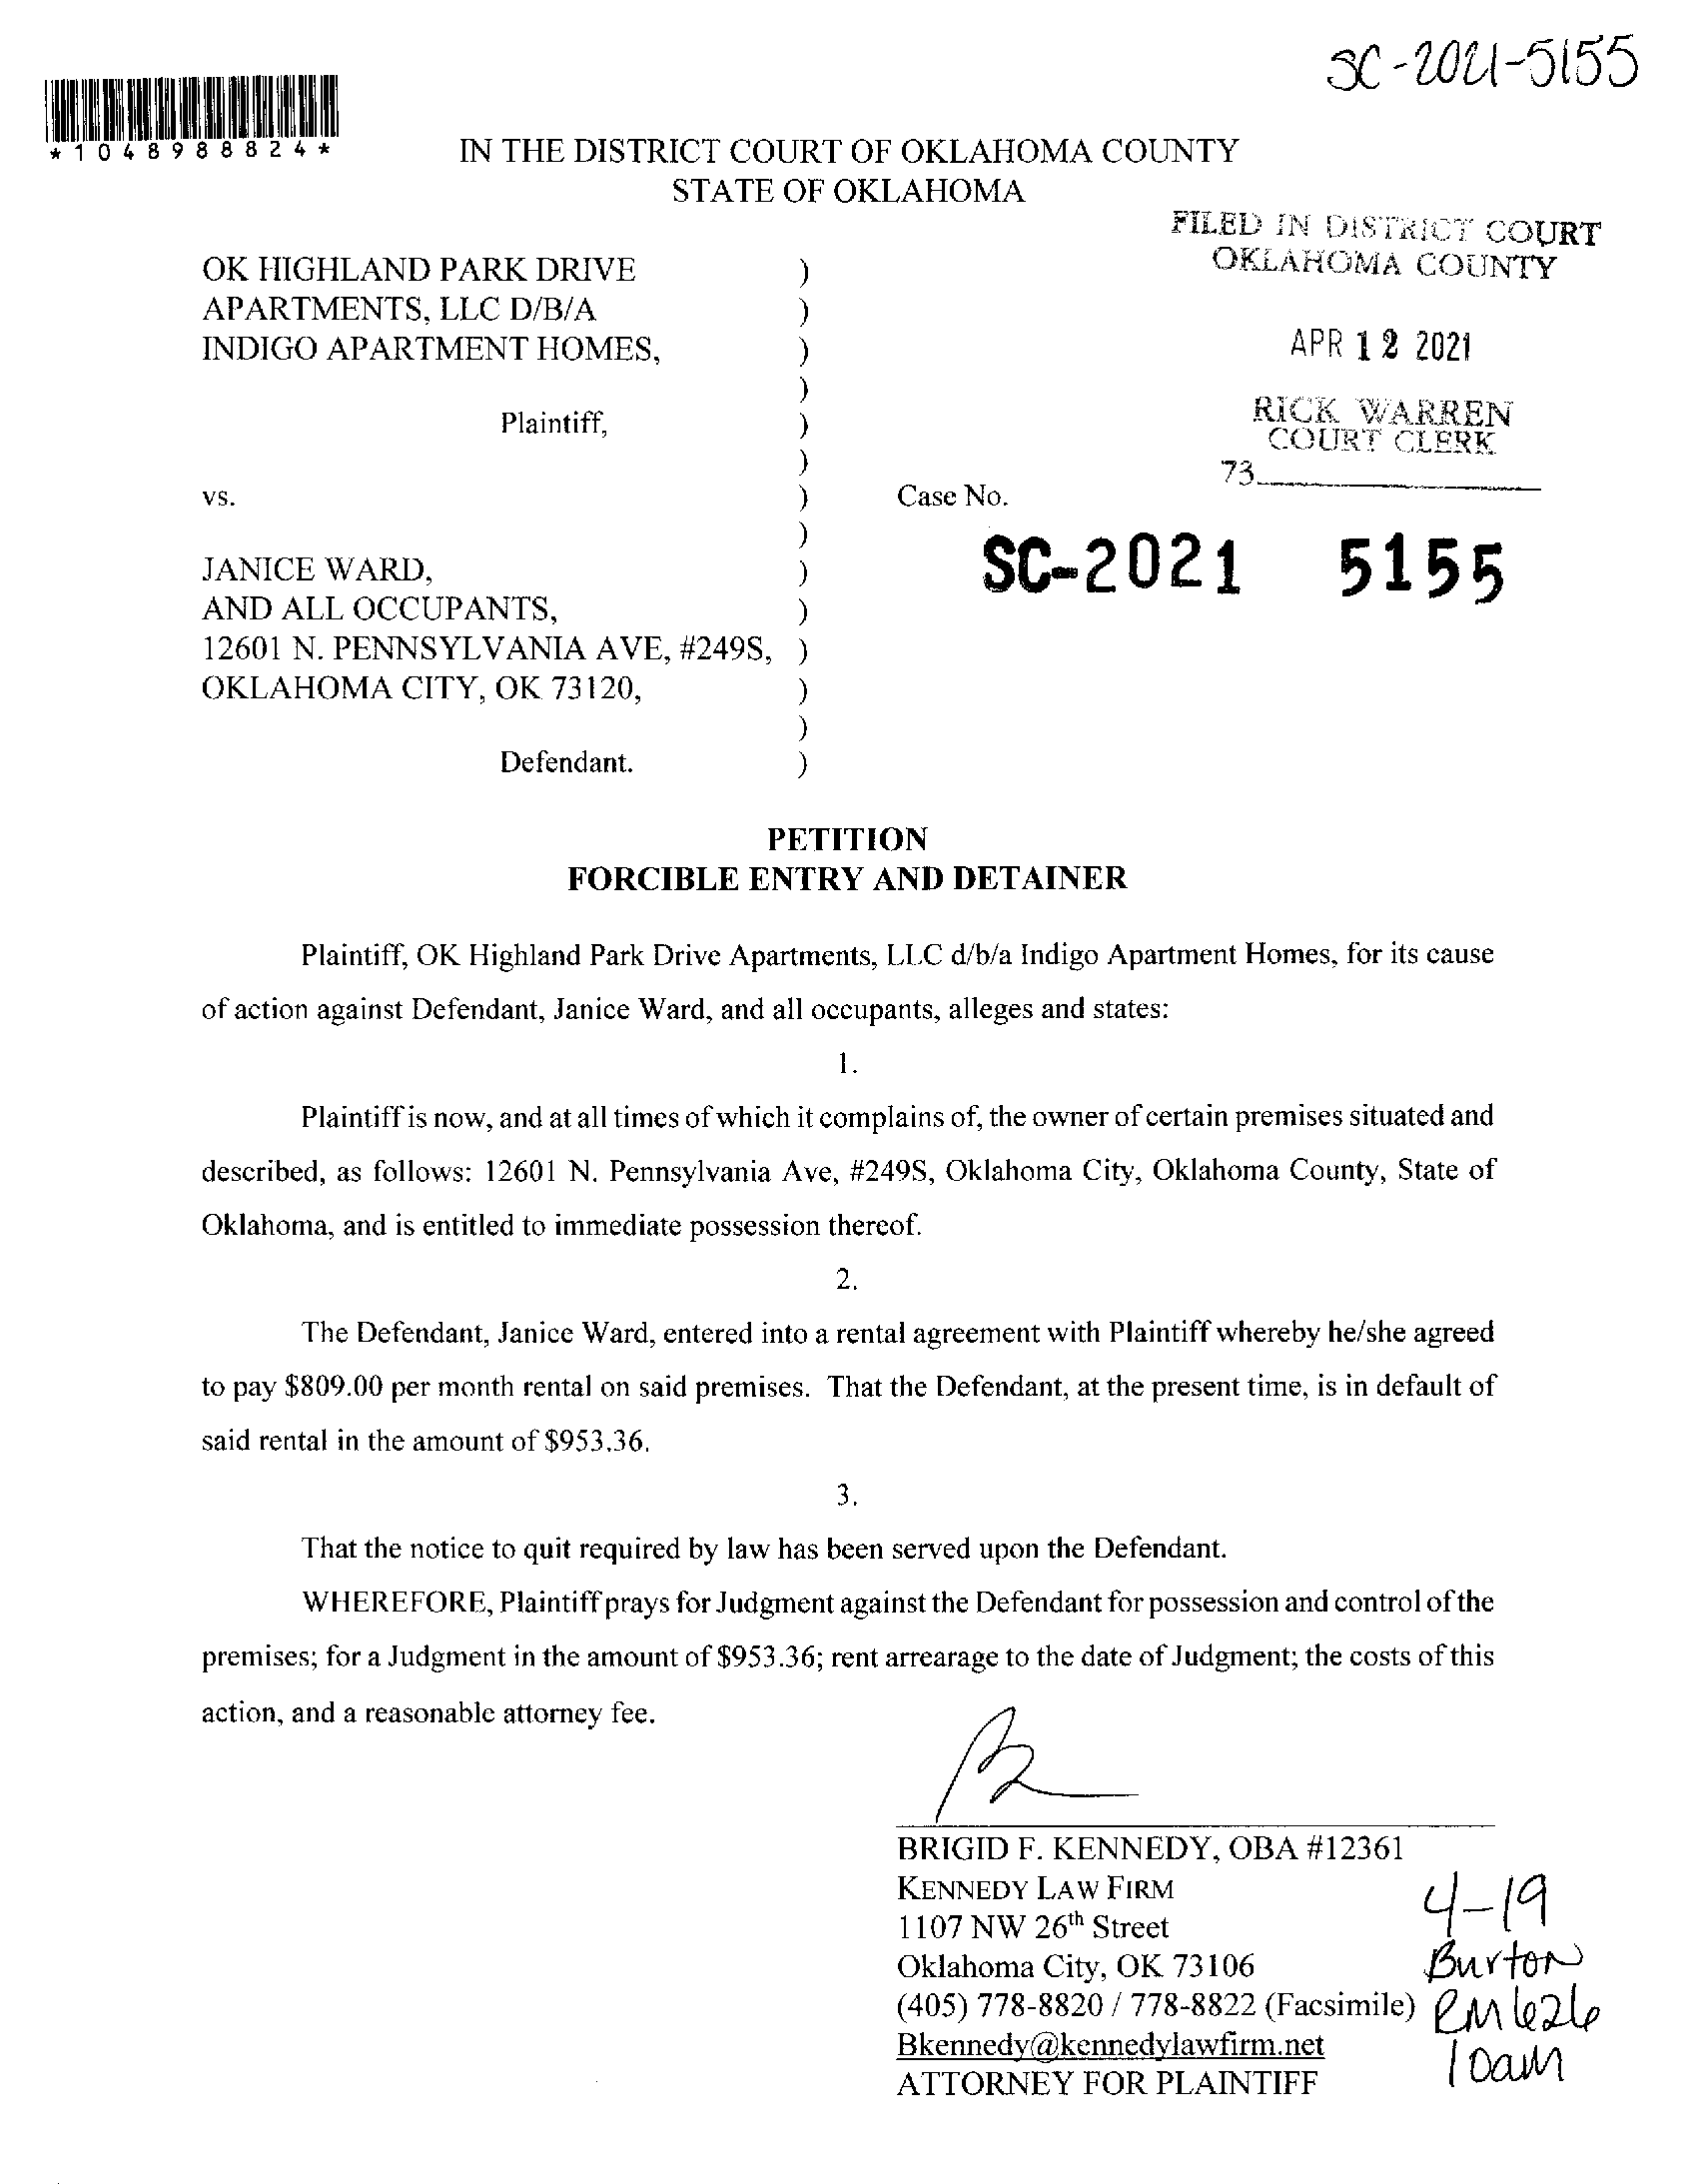 SC-2021-5155
*1048988824*
IN THE DISTRICT COURT OF OKLAHOMA COUNTY
STATE OF OKLAHOMA
FILED IN DISTRICT COURT
OKLAHOMA COUNTY
OK HIGHLAND PARK DRIVE )
APARTMENTS, LLC D/B/A )
INDIGO APARTMENT HOMES, )
APR 12 2021
)
RICK WARREN
COURT CLERK
Plaintiff, )
)
73
vs. ) Case No.
)
SC-2021 5155
JANICE WARD, )
AND ALL OCCUPANTS, )
12601 N. PENNSYLVANIA AVE, #249S, )
OKLAHOMA CITY, OK 73120, )
)
Defendant. )
PETITION
FORCIBLE ENTRY AND DETAINER
Plaintiff, OK Highland Park Drive Apartments, LLC d/b/a Indigo Apartment Homes, for its cause
of action against Defendant, Janice Ward, and all occupants, alleges and states:
1.
Plaintiff is now, and at all times of which it complains of, the owner of certain premises situated and
described, as follows: 12601 N. Pennsylvania Ave, #249S, Oklahoma City, Oklahoma County, State of
Oklahoma, and is entitled to immediate possession thereof.
2.
The Defendant, Janice Ward, entered into a rental agreement with Plaintiff whereby he/she agreed
to pay $809.00 per month rental on said premises. That the Defendant, at the present time, is in default of
said rental in the amount of $953.36.
3.
That the notice to quit required by law has been served upon the Defendant.
WHEREFORE, Plaintiff prays for Judgment against the Defendant for possession and control of the
premises; for a Judgment in the amount of $953.36; rent arrearage to the date of Judgment; the costs of this
action, and a reasonable attorney fee.
BRIGID F. KENNEDY, OBA #12361
KENNEDY LAW FIRM
1107 NW 26th Street
Oklahoma City, OK 73106
(405) 778-8820 / 778-8822 (Facsimile)
Bkennedy@kennedylawfirm.net
ATTORNEY FOR PLAINTIFF
4-19
Burton
RM 626
10am